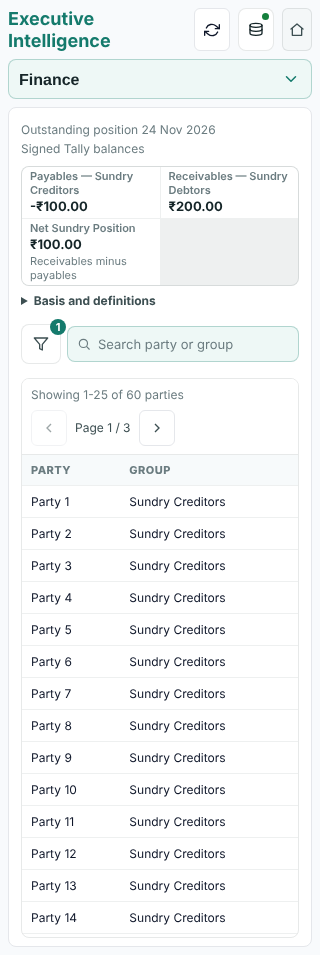 Executive
Intelligence
Finance
Outstanding position 24 Nov 2026
Signed Tally balances
Payables — Sundry
Creditors
-₹100.00
Receivables — Sundry
Debtors
₹200.00
Net Sundry Position
₹100.00
Receivables minus
payables
Basis and definitions
1
Search party or group
Showing 1-25 of 60 parties
Page 1 / 3
PARTY GROUP
Party 1 Sundry Creditors
Party 2 Sundry Creditors
Party 3 Sundry Creditors
Party 4 Sundry Creditors
Party 5 Sundry Creditors
Party 6 Sundry Creditors
Party 7 Sundry Creditors
Party 8 Sundry Creditors
Party 9 Sundry Creditors
Party 10 Sundry Creditors
Party 11 Sundry Creditors
Party 12 Sundry Creditors
Party 13 Sundry Creditors
Party 14 Sundry Creditors